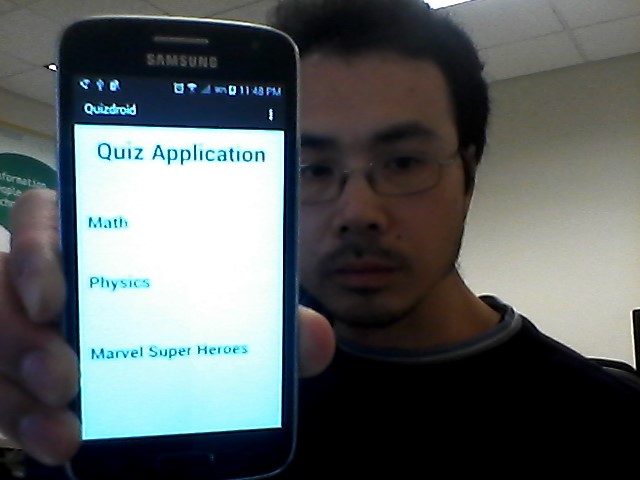 SAMSUNG
11:48 PM
Quizdroid
Quiz Application
Math
Physics
Marvel Super Heroes